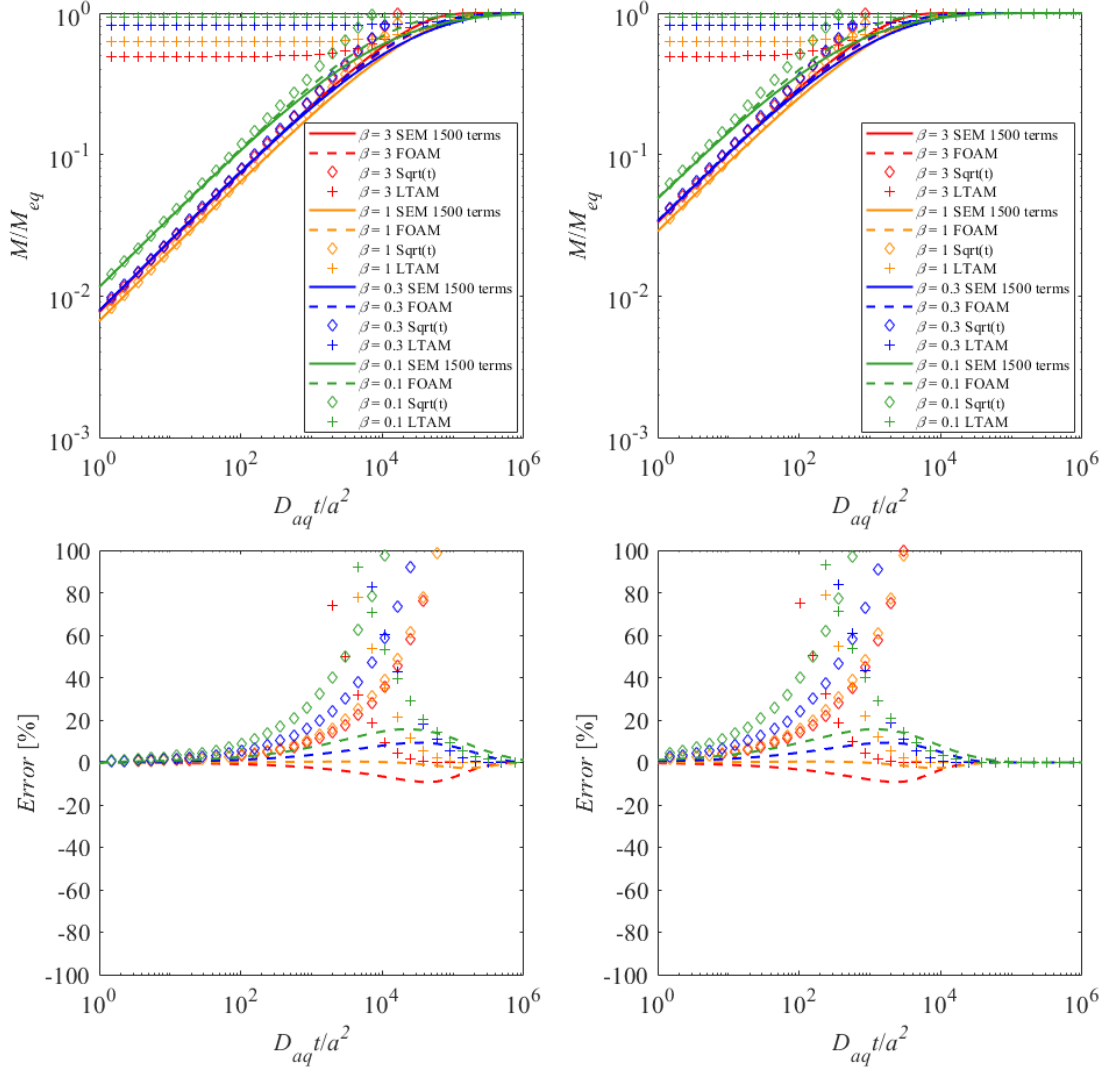 10^0
10^-1
10^-2
10^-3
M/M_eq
β = 3 SEM 1500 terms
β = 3 FOAM
β = 3 Sqrt(t)
β = 3 LTAM
β = 1 SEM 1500 terms
β = 1 FOAM
β = 1 Sqrt(t)
β = 1 LTAM
β = 0.3 SEM 1500 terms
β = 0.3 FOAM
β = 0.3 Sqrt(t)
β = 0.3 LTAM
β = 0.1 SEM 1500 terms
β = 0.1 FOAM
β = 0.1 Sqrt(t)
β = 0.1 LTAM
10^0 10^2 10^4 10^6
D_aq t/a^2
10^0
10^-1
10^-2
10^-3
M/M_eq
β = 3 SEM 1500 terms
β = 3 FOAM
β = 3 Sqrt(t)
β = 3 LTAM
β = 1 SEM 1500 terms
β = 1 FOAM
β = 1 Sqrt(t)
β = 1 LTAM
β = 0.3 SEM 1500 terms
β = 0.3 FOAM
β = 0.3 Sqrt(t)
β = 0.3 LTAM
β = 0.1 SEM 1500 terms
β = 0.1 FOAM
β = 0.1 Sqrt(t)
β = 0.1 LTAM
10^0 10^2 10^4 10^6
D_aq t/a^2
100
80
60
40
20
0
-20
-40
-60
-80
-100
Error [%]
10^0 10^2 10^4 10^6
D_aq t/a^2
100
80
60
40
20
0
-20
-40
-60
-80
-100
Error [%]
10^0 10^2 10^4 10^6
D_aq t/a^2